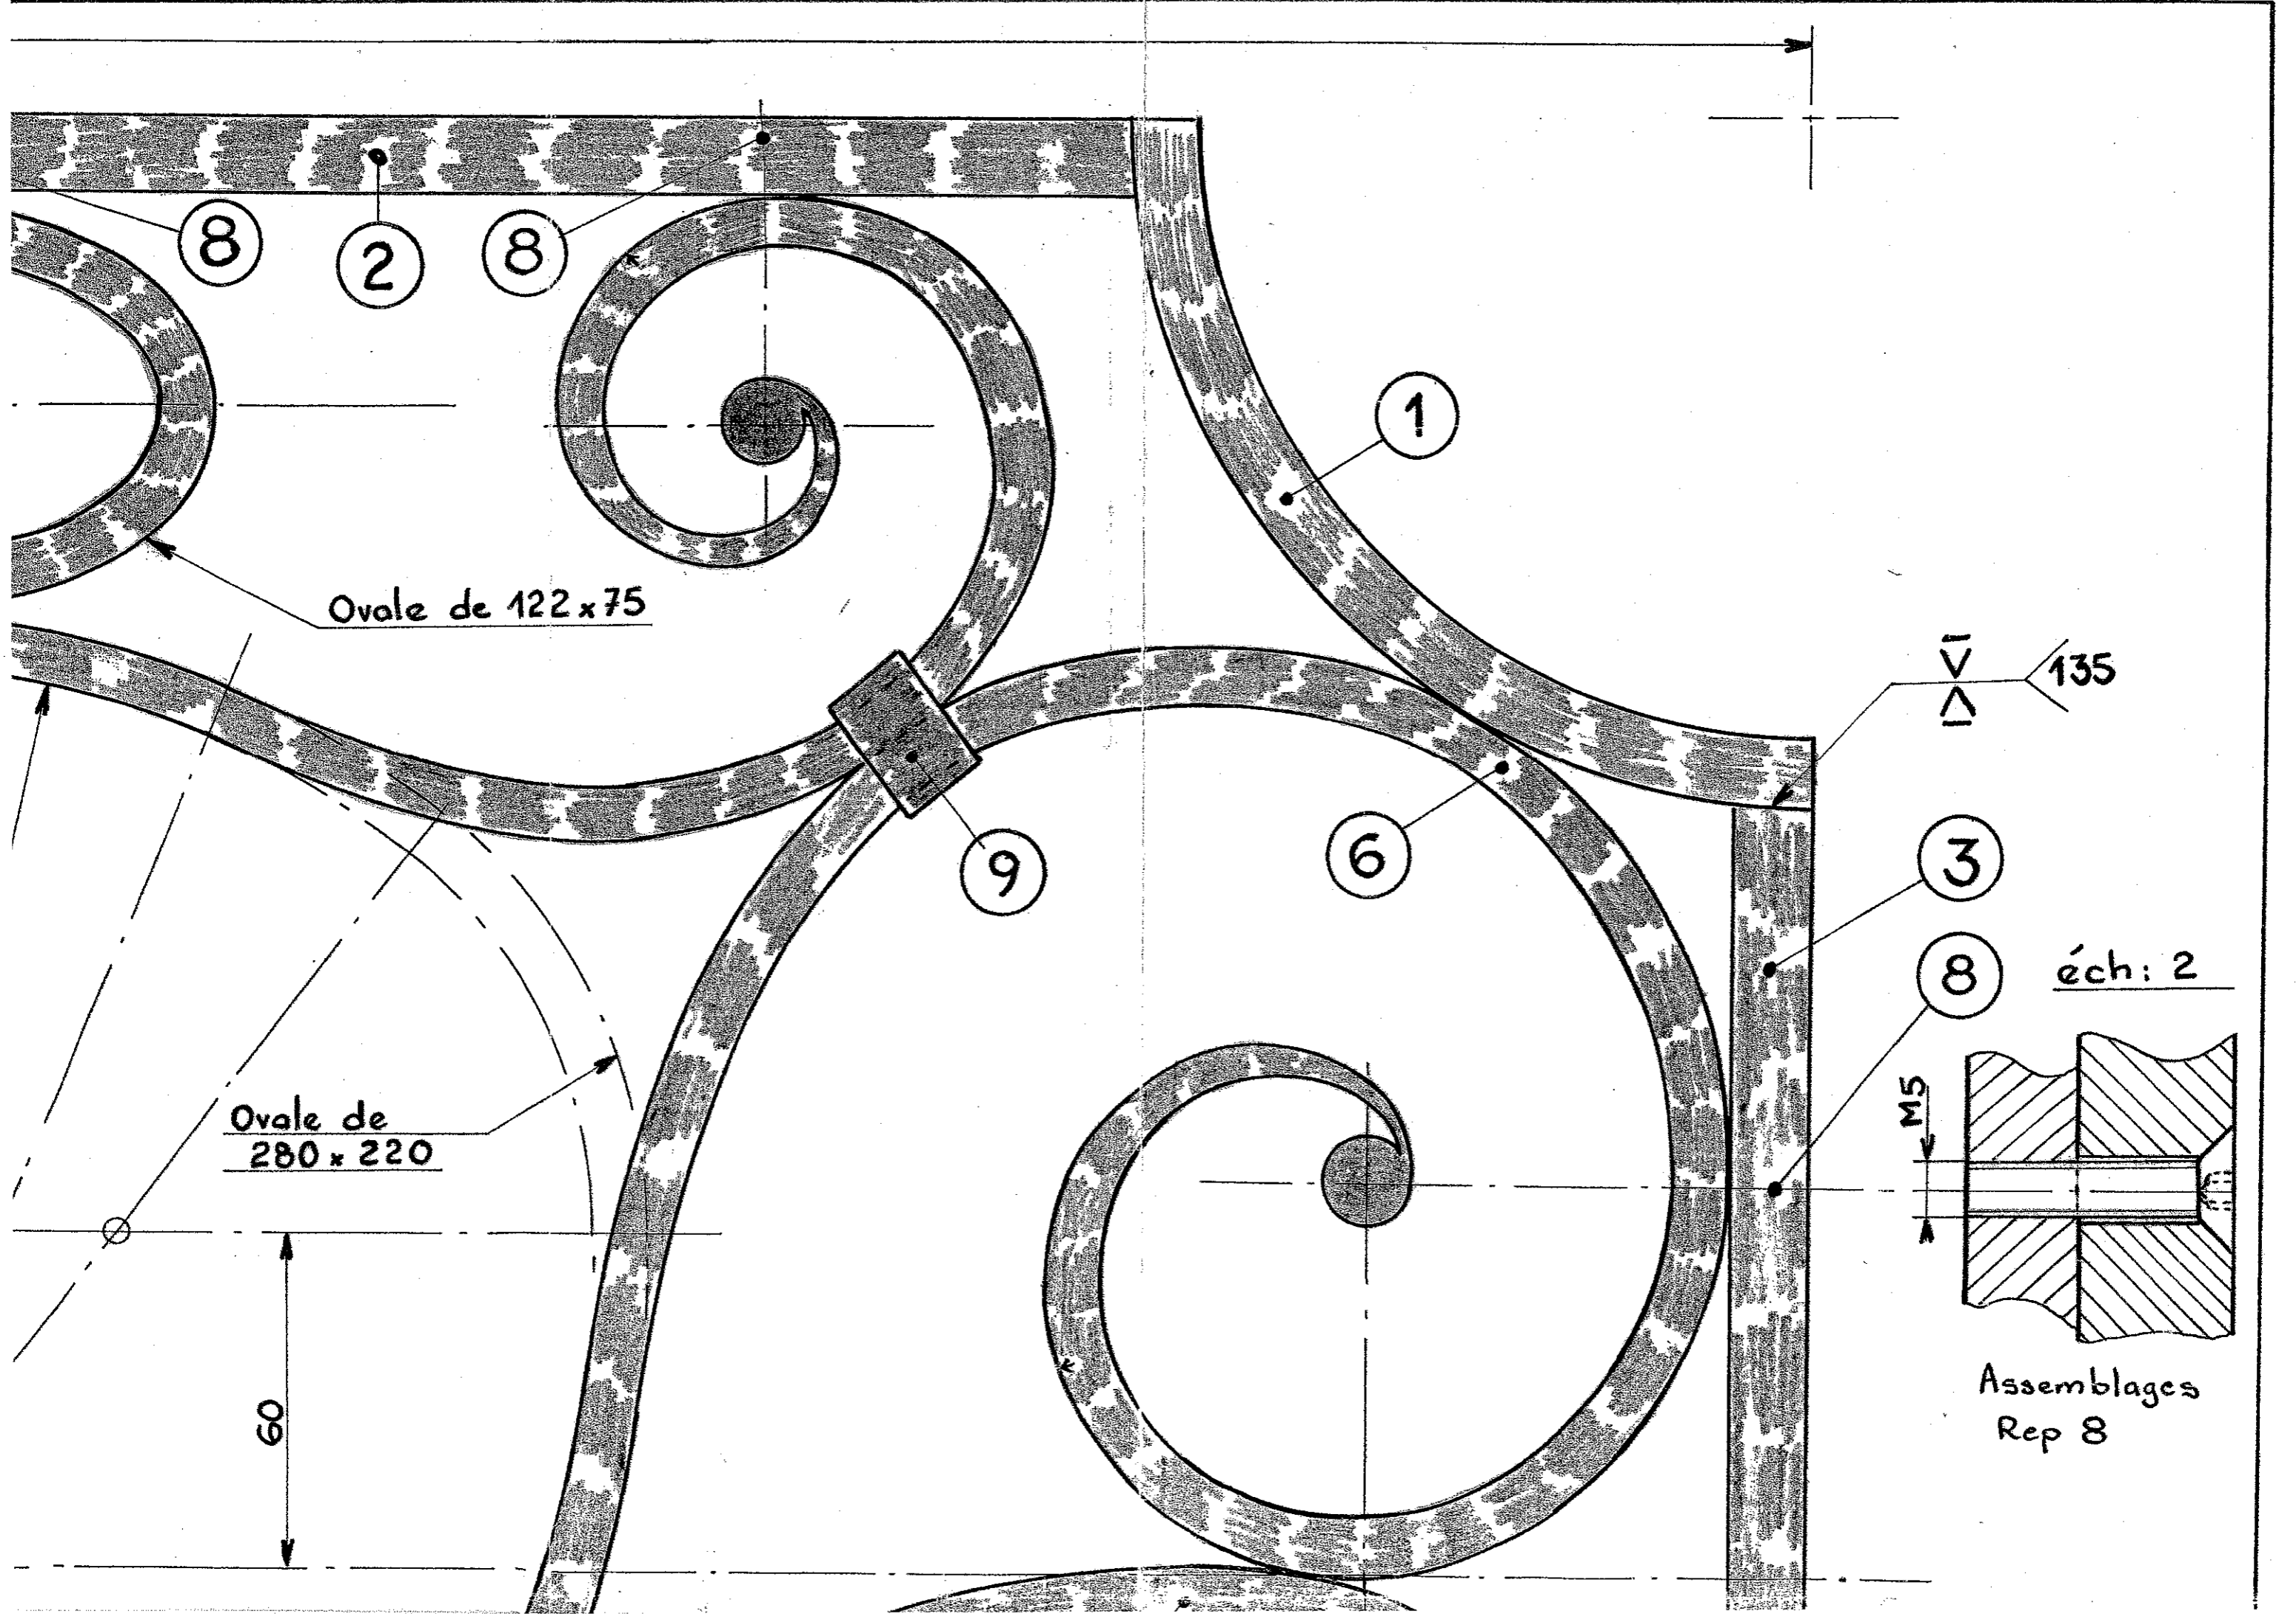 8
2
8
1
Ovale de 122 x 75
135
9
6
3
8
éch: 2
M5
Ovale de
280 x 220
60
Assemblages
Rep 8